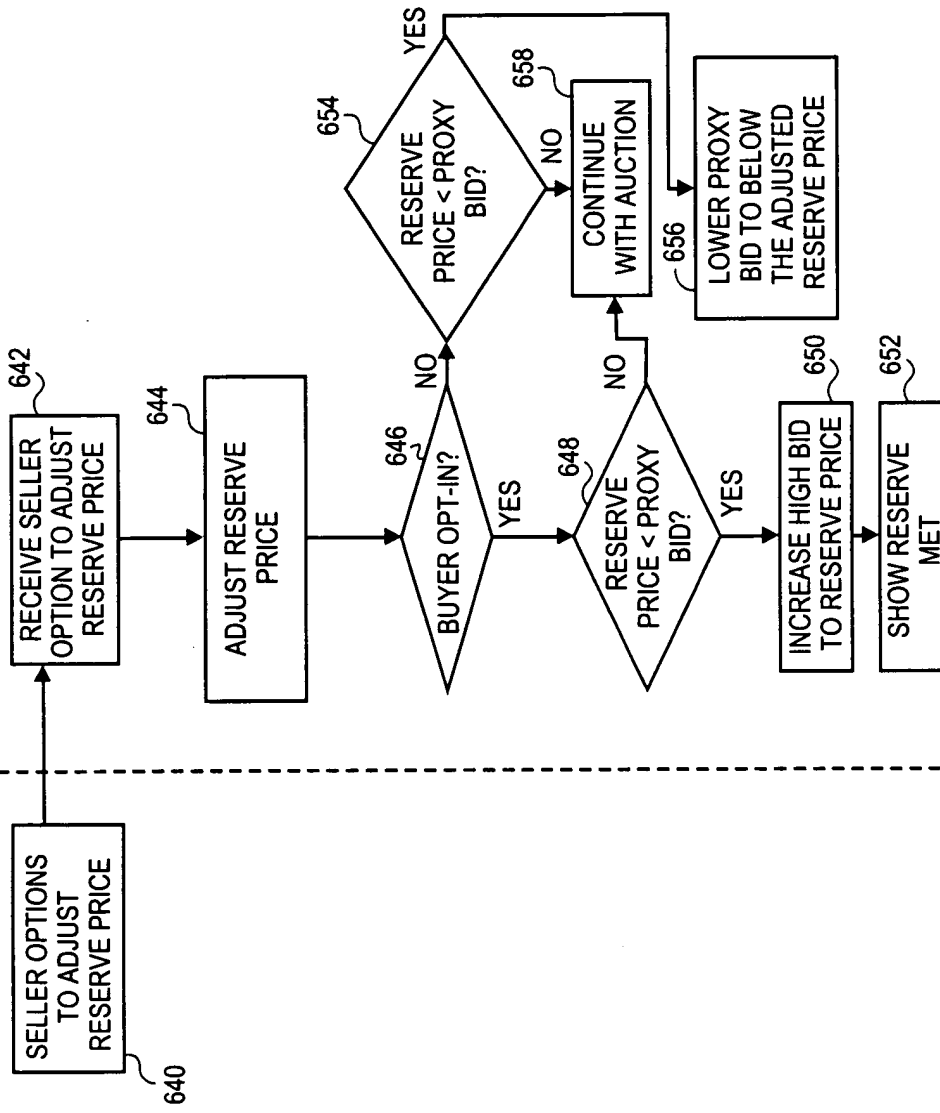 SELLER OPTIONS
TO ADJUST
RESERVE PRICE
640
642
RECEIVE SELLER
OPTION TO ADJUST
RESERVE PRICE
644
ADJUST RESERVE
PRICE
646
BUYER OPT-IN?
NO
YES
654
RESERVE
PRICE < PROXY
BID?
YES
NO
648
RESERVE
PRICE < PROXY
BID?
NO
YES
658
CONTINUE
WITH AUCTION
656
LOWER PROXY
BID TO BELOW
THE ADJUSTED
RESERVE PRICE
650
INCREASE HIGH BID
TO RESERVE PRICE
652
SHOW RESERVE
MET